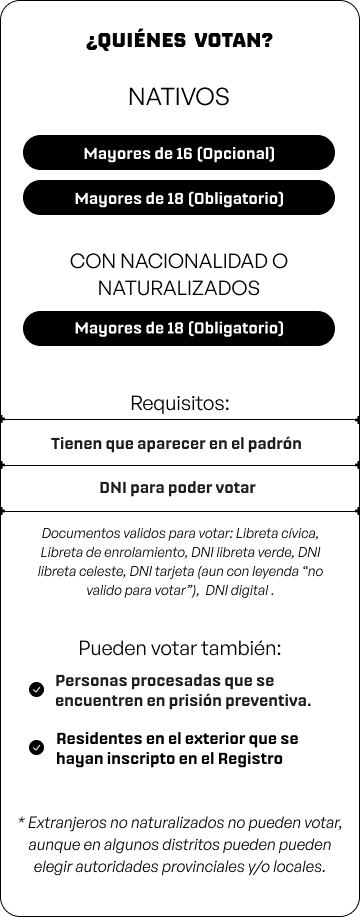 ¿QUIÉNES VOTAN?
NATIVOS
Mayores de 16 (Opcional)
Mayores de 18 (Obligatorio)
CON NACIONALIDAD O
NATURALIZADOS
Mayores de 18 (Obligatorio)
Requisitos:
Tienen que aparecer en el padrón
DNI para poder votar
Documentos validos para votar: Libreta cívica,
Libreta de enrolamiento, DNI libreta verde, DNI
libreta celeste, DNI tarjeta (aun con leyenda “no
valido para votar”), DNI digital .
Pueden votar también:
Personas procesadas que se
encuentren en prisión preventiva.
Residentes en el exterior que se
hayan inscripto en el Registro
* Extranjeros no naturalizados no pueden votar,
aunque en algunos distritos pueden pueden
elegir autoridades provinciales y/o locales.